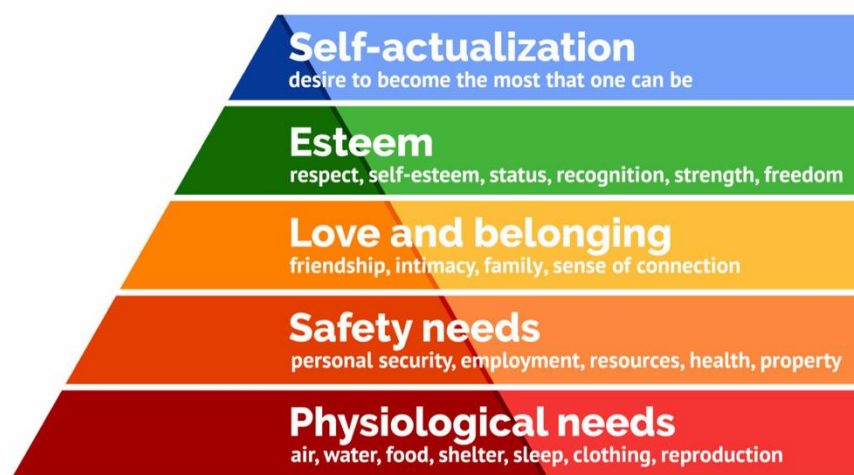 Self-actualization
desire to become the most that one can be
Esteem
respect, self-esteem, status, recognition, strength, freedom
Love and belonging
friendship, intimacy, family, sense of connection
Safety needs
personal security, employment, resources, health, property
Physiological needs
air, water, food, shelter, sleep, clothing, reproduction